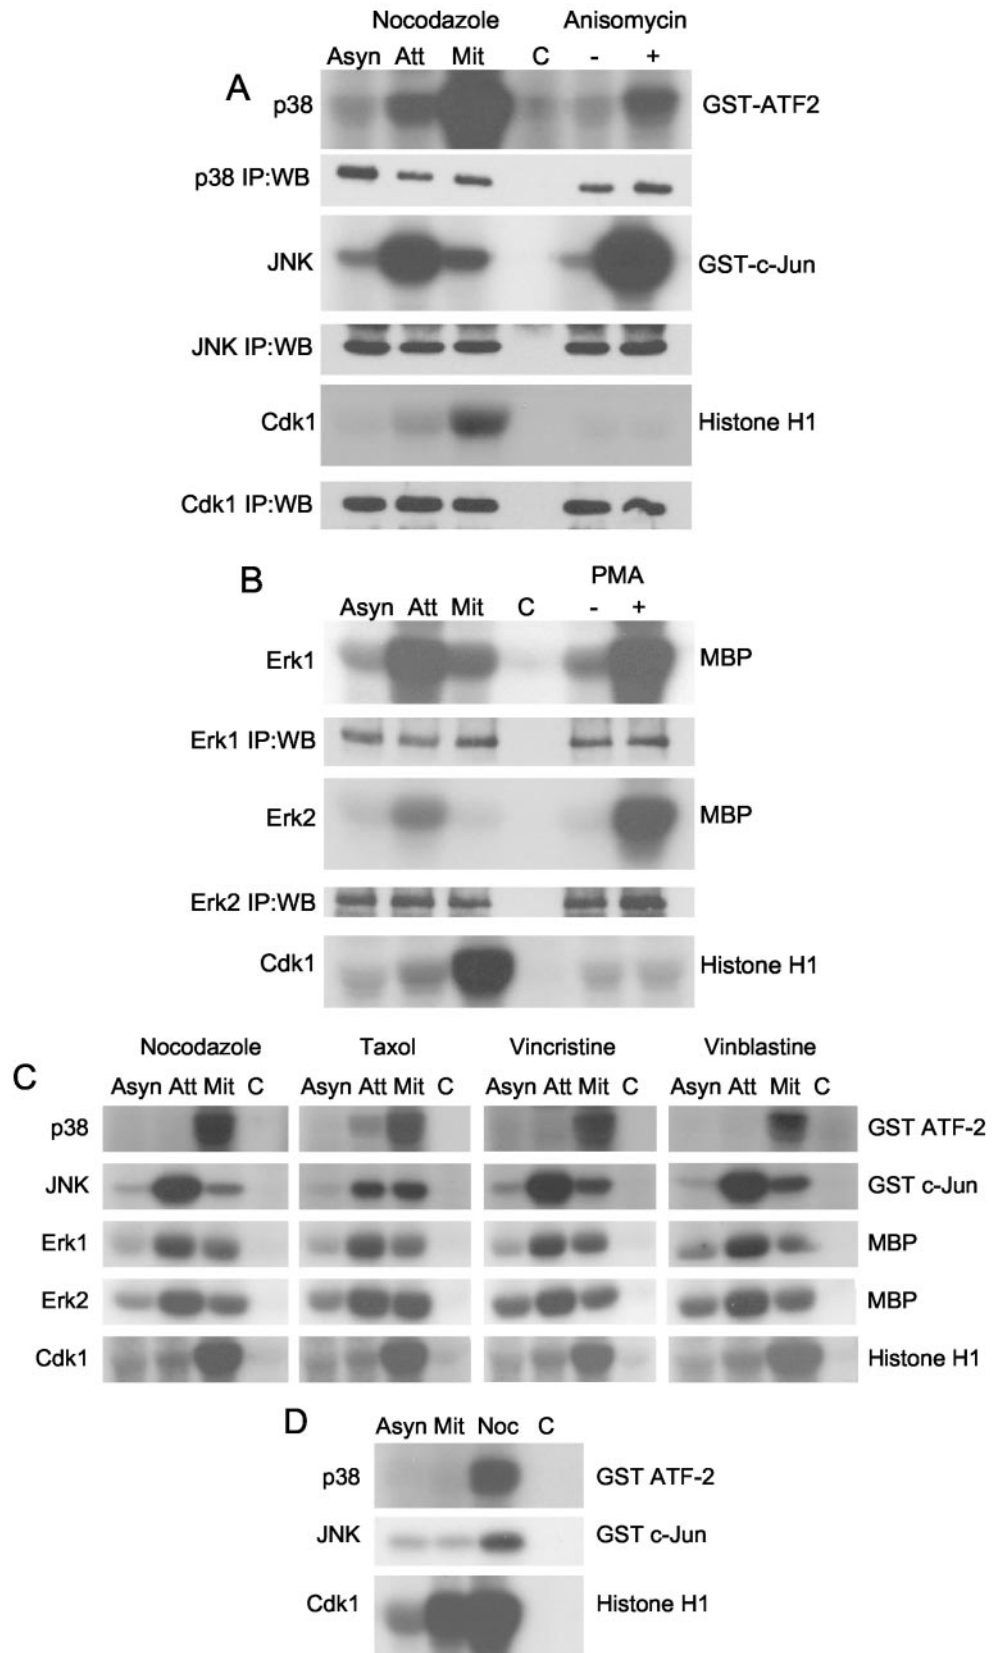 Nocodazole Anisomycin
Asyn Att Mit C - +
A
p38 GST-ATF2
p38 IP:WB
JNK GST-c-Jun
JNK IP:WB
Cdk1 Histone H1
Cdk1 IP:WB
B
PMA
Asyn Att Mit C - +
Erk1 MBP
Erk1 IP:WB
Erk2 MBP
Erk2 IP:WB
Cdk1 Histone H1
C
Nocodazole Taxol Vincristine Vinblastine
Asyn Att Mit C Asyn Att Mit C Asyn Att Mit C Asyn Att Mit C
p38 GST ATF-2
JNK GST c-Jun
Erk1 MBP
Erk2 MBP
Cdk1 Histone H1
D
Asyn Mit Noc C
p38 GST ATF-2
JNK GST c-Jun
Cdk1 Histone H1